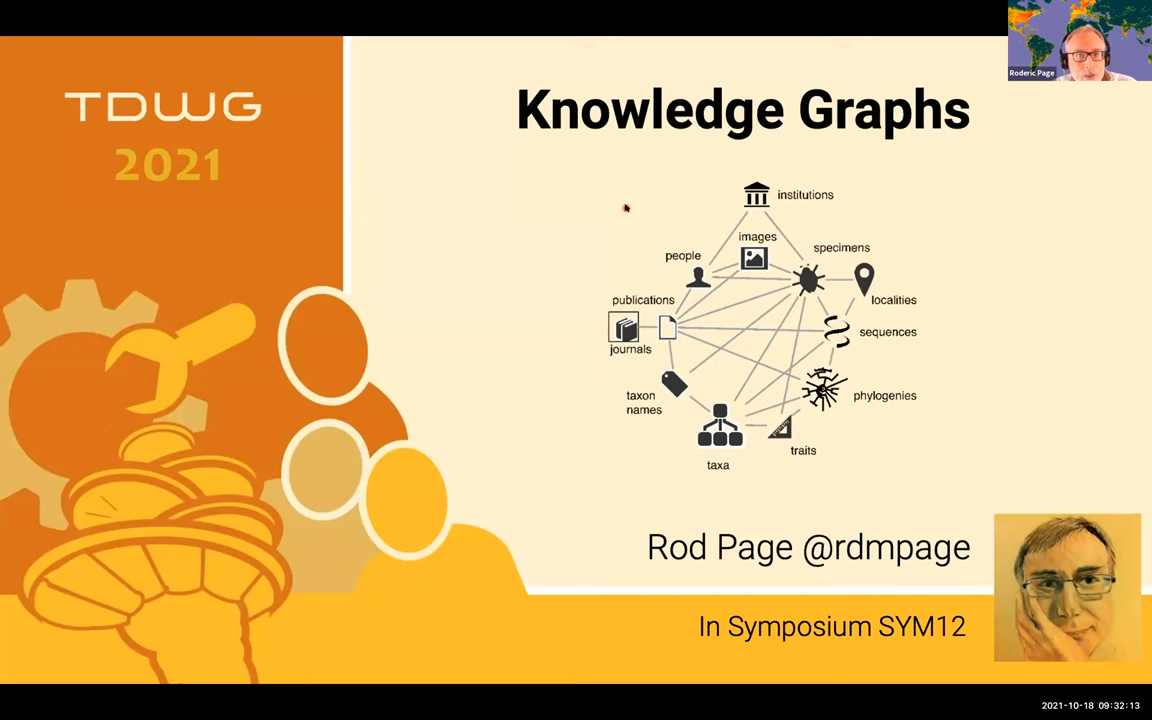 Roderic Page
TDWG
2021
Knowledge Graphs
institutions
images
specimens
people
publications
localities
sequences
journals
taxon
names
phylogenies
traits
taxa
Rod Page @rdmpage
In Symposium SYM12
2021-10-18 09:32:13